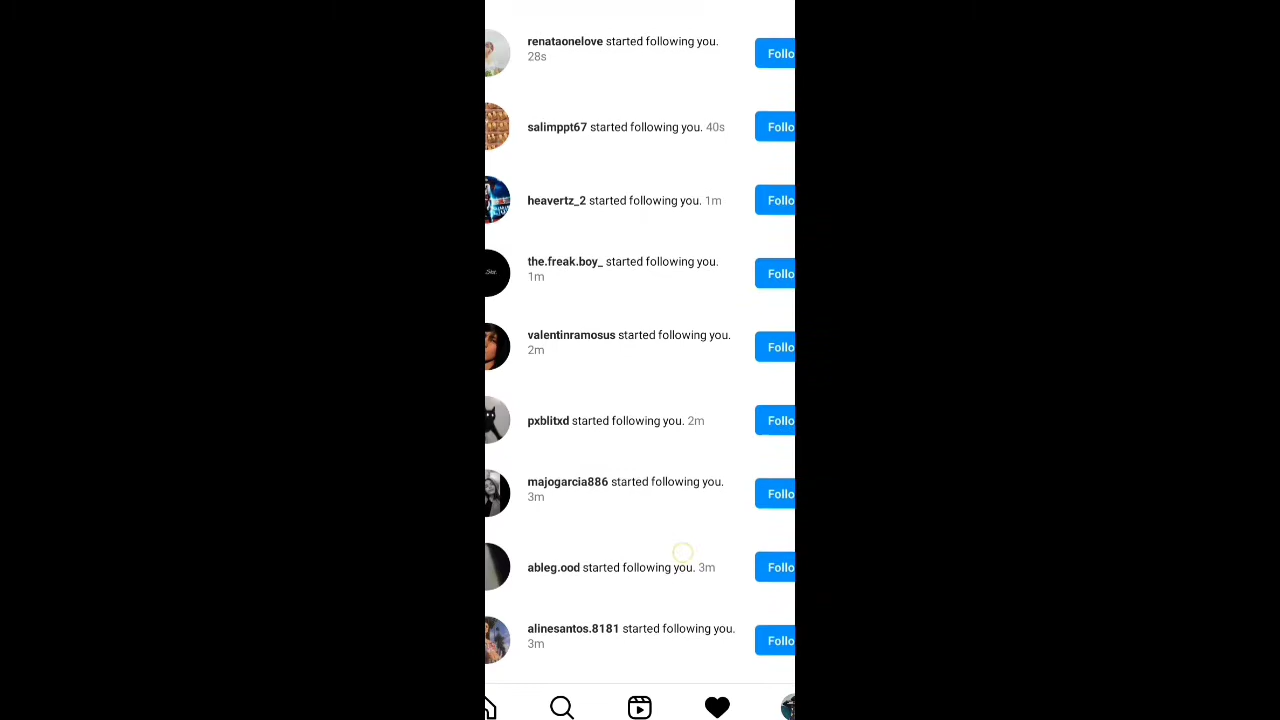 renataonelove started following you.
28s
Follo
salimppt67 started following you. 40s
Follo
heavertz_2 started following you. 1m
Follo
the.freak.boy_ started following you.
1m
Follo
valentinramosus started following you.
2m
Follo
pxblitxd started following you. 2m
Follo
majogarcia886 started following you.
3m
Follo
ableg.ood started following you. 3m
Follo
alinesantos.8181 started following you.
3m
Follo